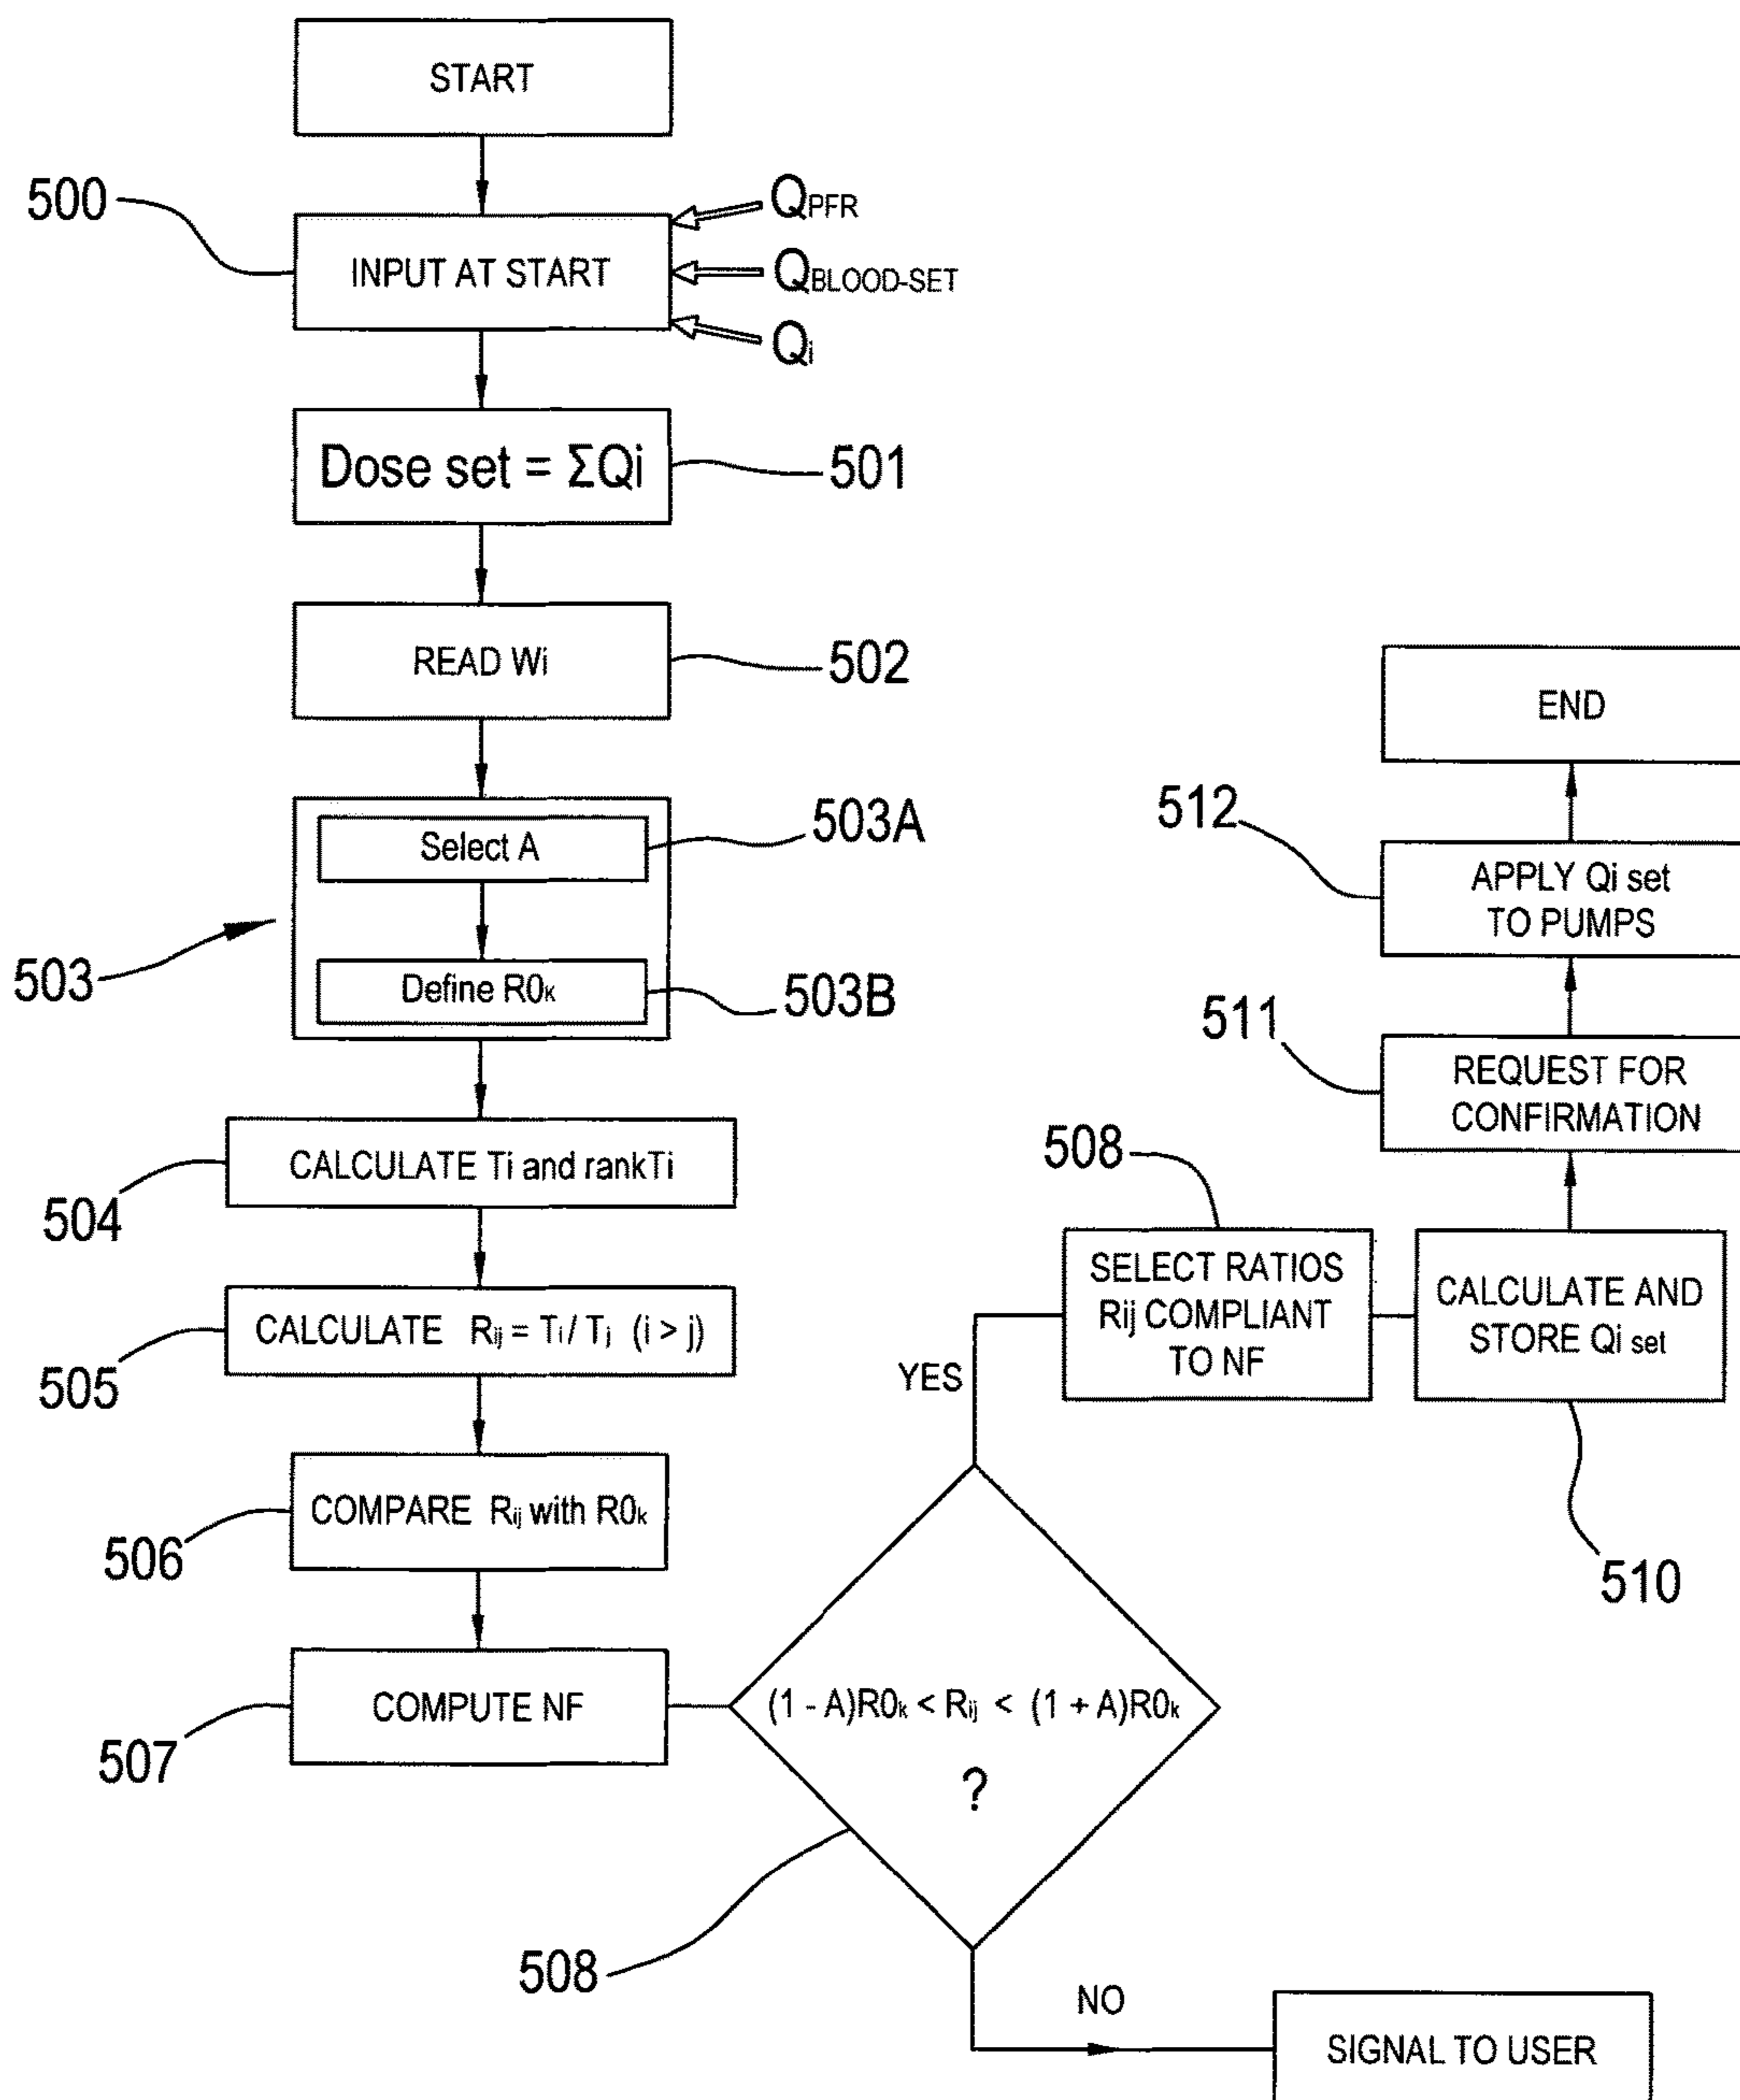 START
500
INPUT AT START
QPFR
QBLOOD-SET
Qi
Dose set = ΣQi
501
READ Wi
502
503
Select A
503A
Define R0k
503B
504
CALCULATE Ti and rankTi
505
CALCULATE Rij = Ti / Tj (i > j)
506
COMPARE Rij with R0k
507
COMPUTE NF
(1 - A)R0k < Rij < (1 + A)R0k
?
508
YES
NO
SIGNAL TO USER
508
SELECT RATIOS
Rij COMPLIANT
TO NF
CALCULATE AND
STORE Qi set
510
511
REQUEST FOR
CONFIRMATION
512
APPLY Qi set
TO PUMPS
END